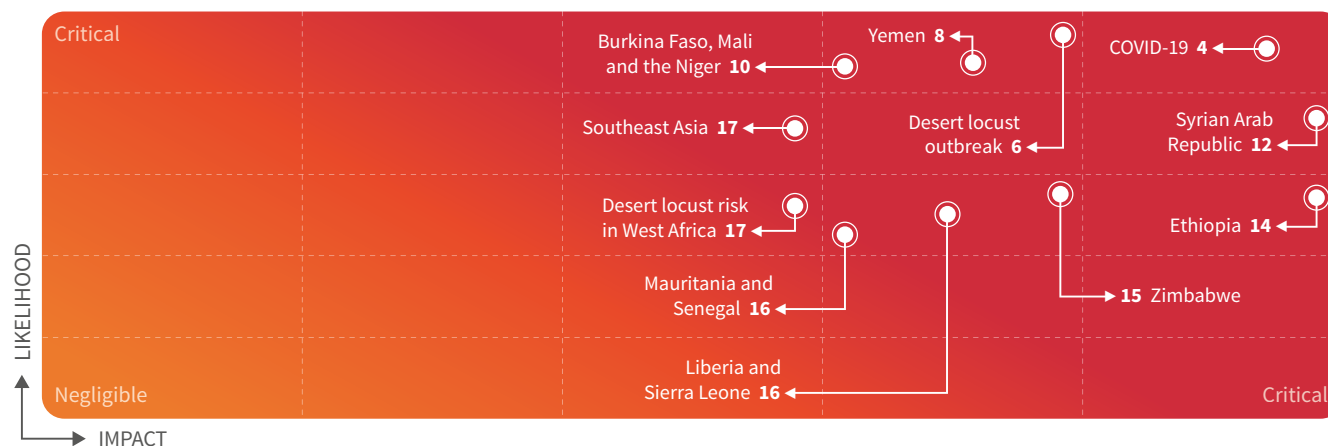 Critical
Burkina Faso, Mali
and the Niger 10
Yemen 8
COVID-19 4
Southeast Asia 17
Desert locust
outbreak 6
Syrian Arab
Republic 12
Desert locust risk
in West Africa 17
Ethiopia 14
Mauritania and
Senegal 16
15 Zimbabwe
Liberia and
Sierra Leone 16
Negligible
Critical
LIKELIHOOD
IMPACT